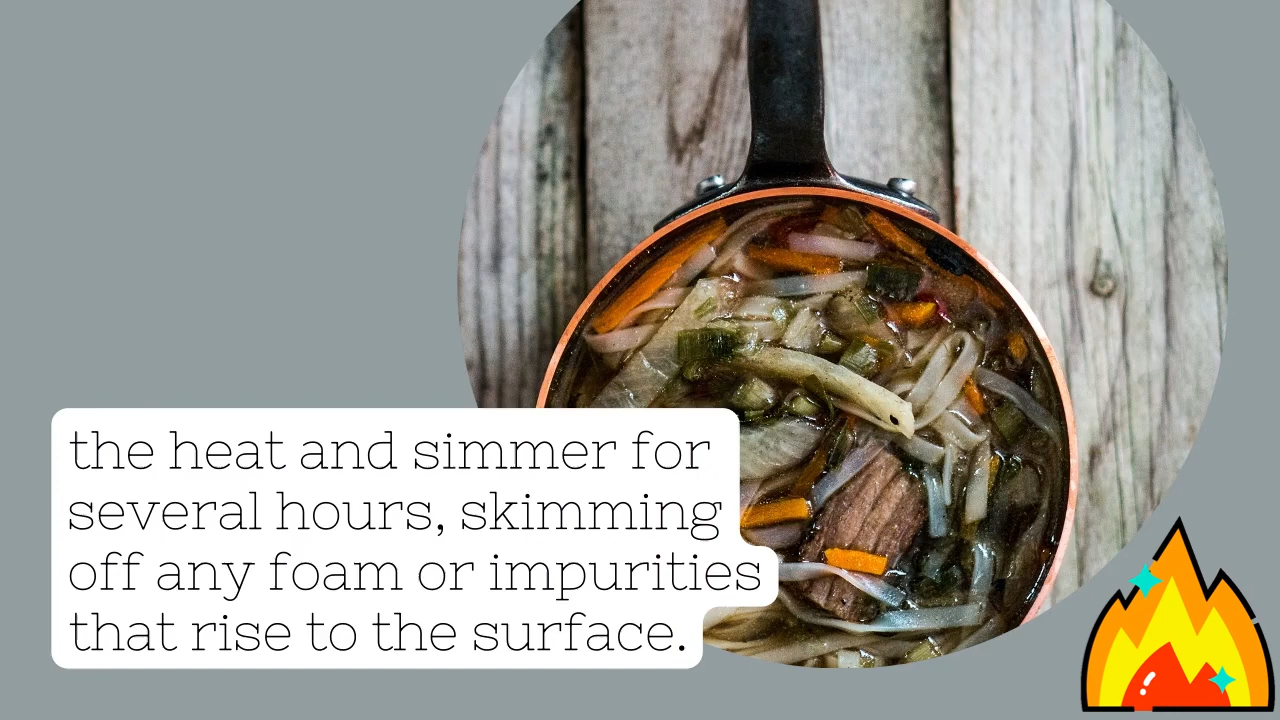 the heat and simmer for
several hours, skimming
off any foam or impurities
that rise to the surface.